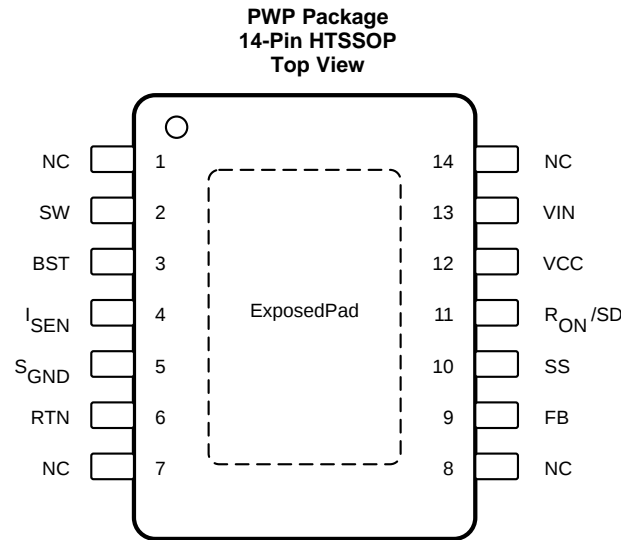 PWP Package
14-Pin HTSSOP
Top View
NC 1 14 NC
SW 2 13 VIN
BST 3 12 VCC
ISEN 4 ExposedPad 11 RON/SD
SGND 5 10 SS
RTN 6 9 FB
NC 7 8 NC